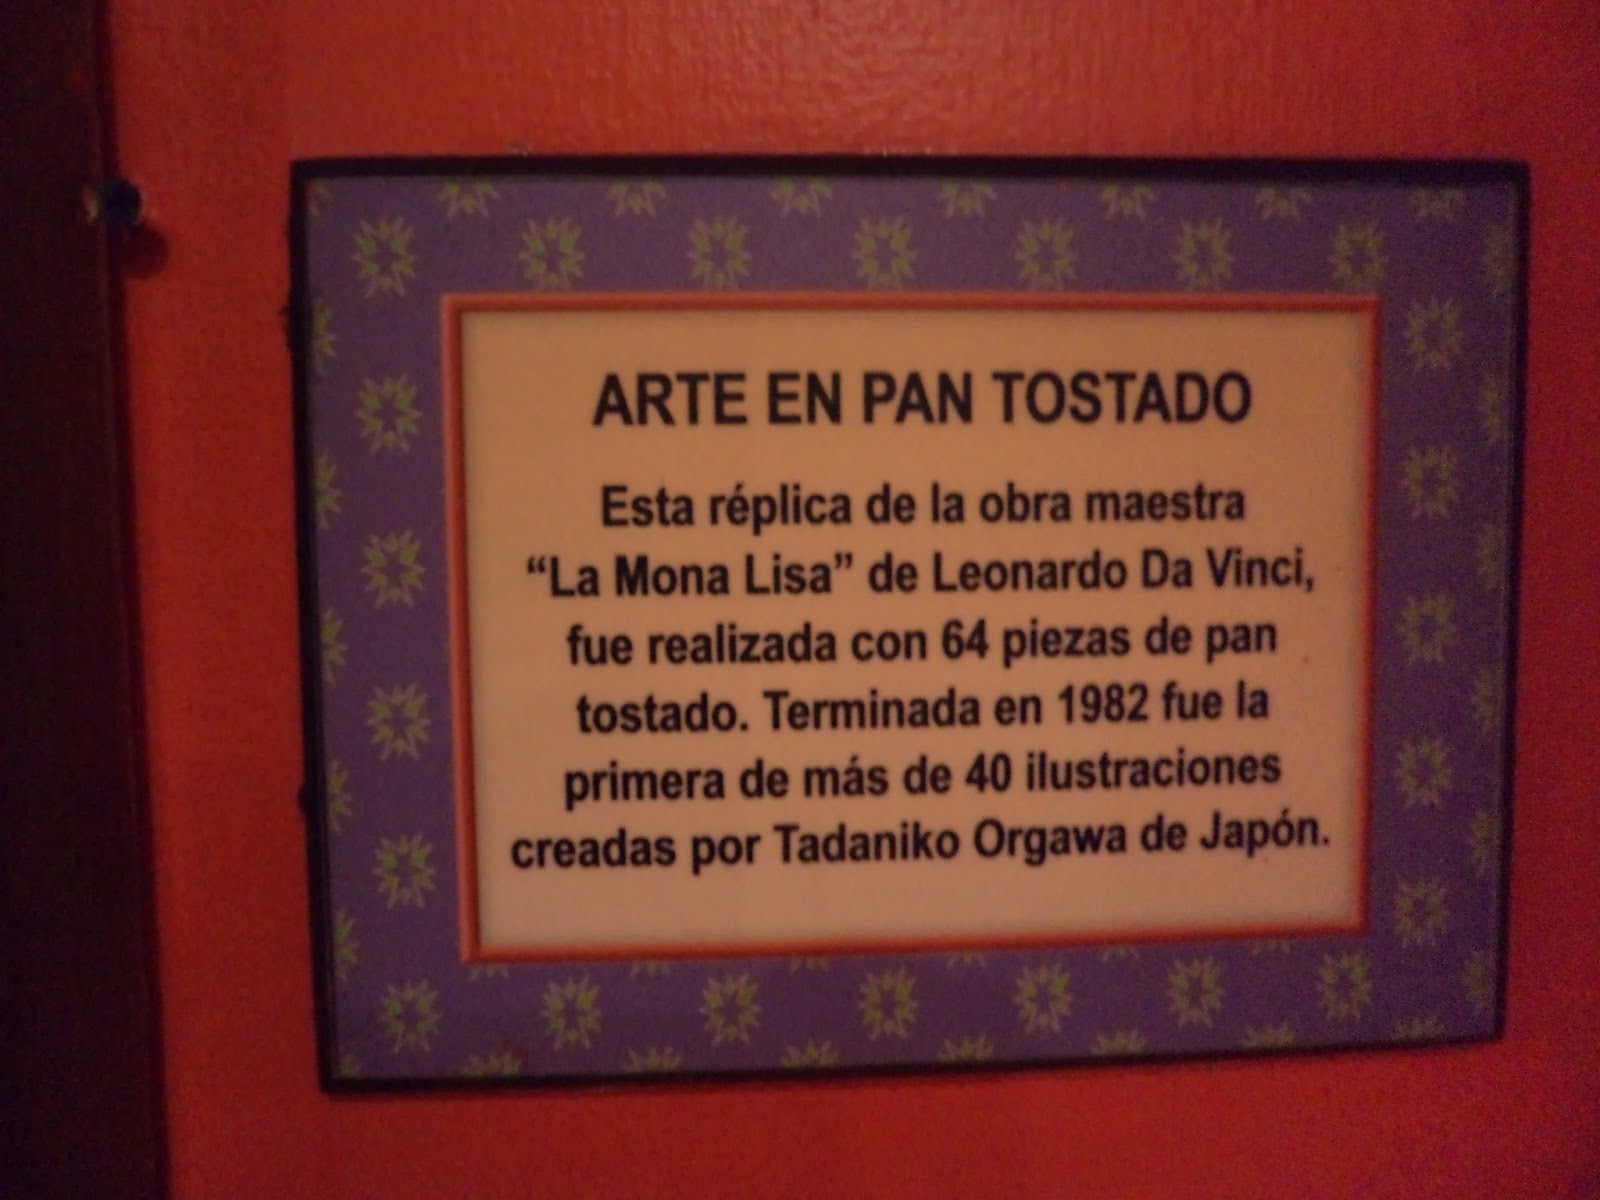 ARTE EN PAN TOSTADO
Esta réplica de la obra maestra
“La Mona Lisa” de Leonardo Da Vinci,
fue realizada con 64 piezas de pan
tostado. Terminada en 1982 fue la
primera de más de 40 ilustraciones
creadas por Tadaniko Orgawa de Japón.